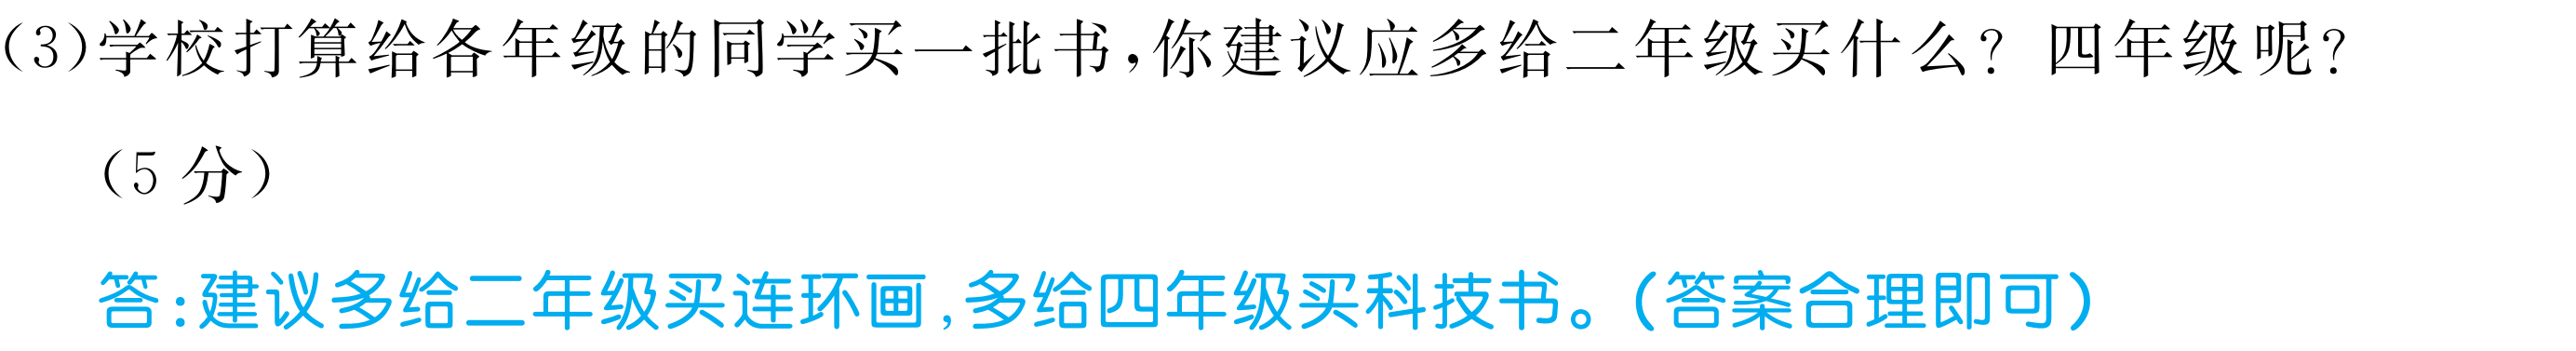 (3)学校打算给各年级的同学买一批书,你建议应多给二年级买什么? 四年级呢?
(5 分)
答:建议多给二年级买连环画,多给四年级买科技书。(答案合理即可)